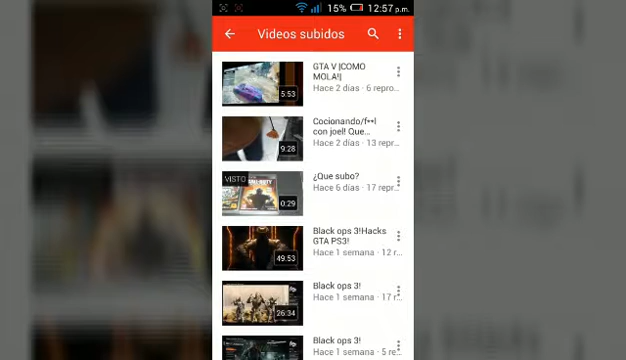 15% 12:57 p.m.
Videos subidos
GTA V ¡COMO
MOLA!|
Hace 2 días · 6 repro...
5:53
Cocionando/f**l
con joel! Que...
Hace 2 días · 13 repr...
9:28
VISTO
¿Que subo?
Hace 6 días · 17 rep...
0:29
Black ops 3!Hacks
GTA PS3!
Hace 1 semana · 12 r...
49:53
Black ops 3!
Hace 1 semana · 17 r...
26:34
Black ops 3!
Hace 1 semana · 5 re...